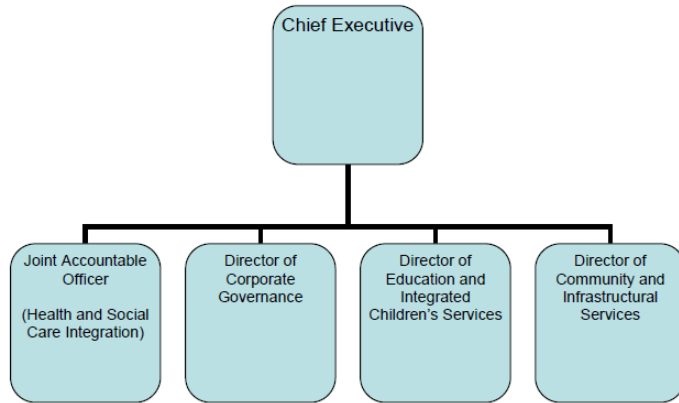 Chief Executive
Joint Accountable
Officer
(Health and Social
Care Integration)
Director of
Corporate
Governance
Director of
Education and
Integrated
Children’s Services
Director of
Community and
Infrastructural
Services